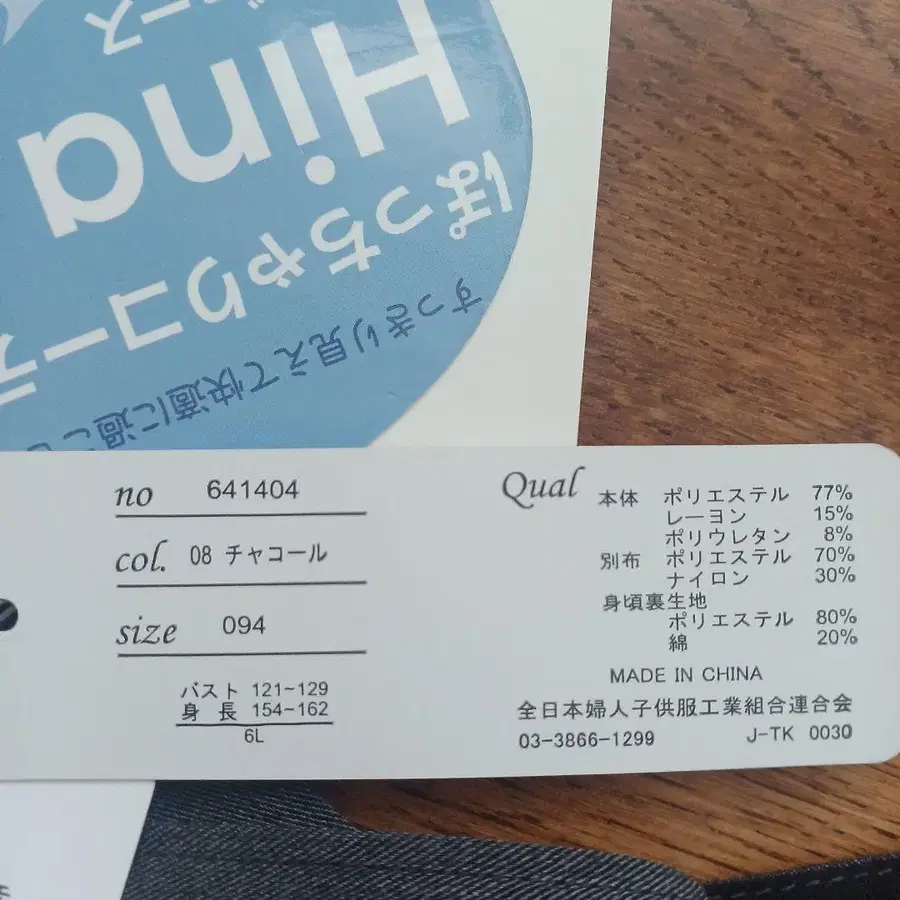 Hina
ぽっちゃりコーデ
すっきり見えて快適に過ご
no 641404
col. 08 チャコール
size 094
バスト 121~129
身 長 154~162
6L
Qual 本体 ポリエステル 77%
レーヨン 15%
ポリウレタン 8%
別布 ポリエステル 70%
ナイロン 30%
身頃裏生地
ポリエステル 80%
綿 20%
MADE IN CHINA
全日本婦人子供服工業組合連合会
03-3866-1299 J-TK 0030